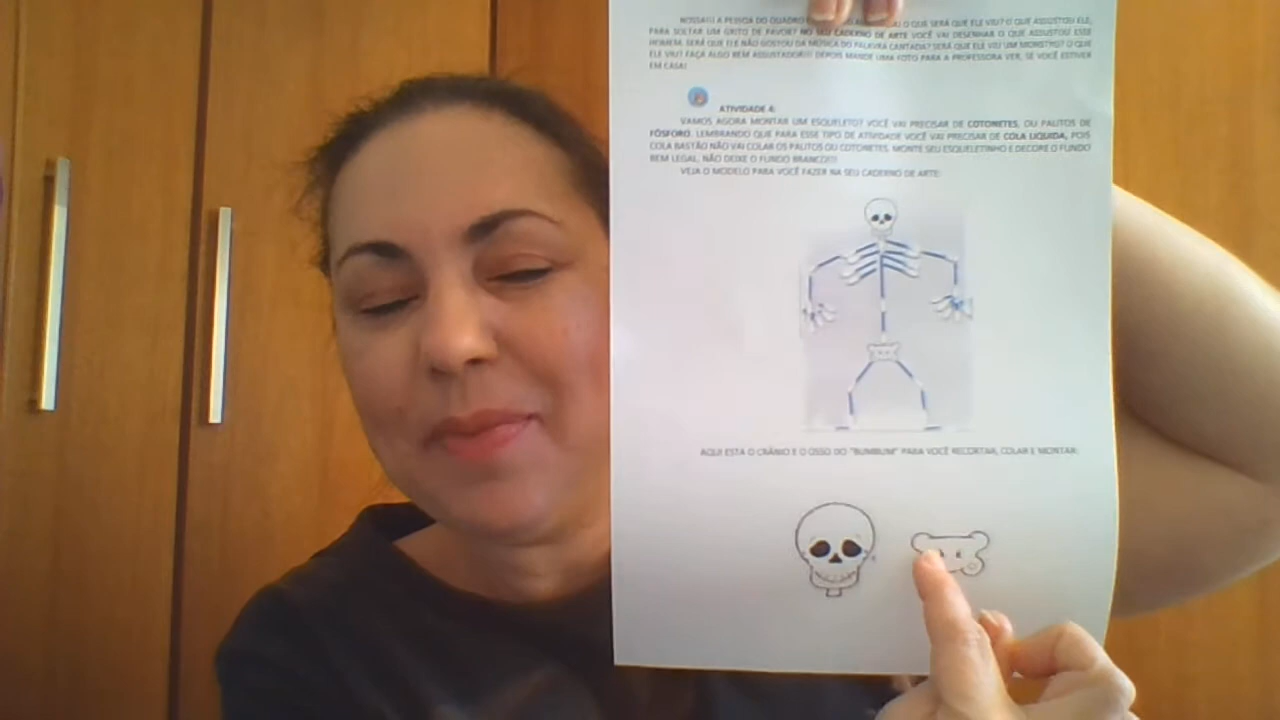 NOSSA!!! A PESSOA DO QUADRO U O QUE SERÁ QUE ELE VIU? O QUE ASSUSTOU ELE,
PARA SOLTAR UM GRITO DE PAVOR? NO SEU CADERNO DE ARTE VOCÊ VAI DESENHAR O QUE ASSUSTOU ESSE
HOMEM. SERÁ QUE ELE NÃO GOSTOU DA MÚSICA DO PALAVRA CANTADA? SERÁ QUE ELE VIU UM MONSTRO? O QUE
ELE VIU? FAÇA ALGO BEM ASSUSTADOR!!! DEPOIS MANDE UMA FOTO PARA A PROFESSORA VER, SE VOCÊ ESTIVER
EM CASA!
ATIVIDADE 4:
VAMOS AGORA MONTAR UM ESQUELETO? VOCÊ VAI PRECISAR DE COTONETES, OU PALITOS DE
FÓSFORO. LEMBRANDO QUE PARA ESSE TIPO DE ATIVIDADE VOCÊ VAI PRECISAR DE COLA LIQUIDA, POIS
COLA BASTÃO NÃO VAI COLAR OS PALITOS OU COTONETES. MONTE SEU ESQUELETINHO E DECORE O FUNDO
BEM LEGAL, NÃO DEIXE O FUNDO BRANCO!!!
VEJA O MODELO PARA VOCÊ FAZER NA SEU CADERNO DE ARTE:
AQUI ESTA O CRÂNIO E O OSSO DO "BUMBUM" PARA VOCÊ RECORTAR, COLAR E MONTAR: